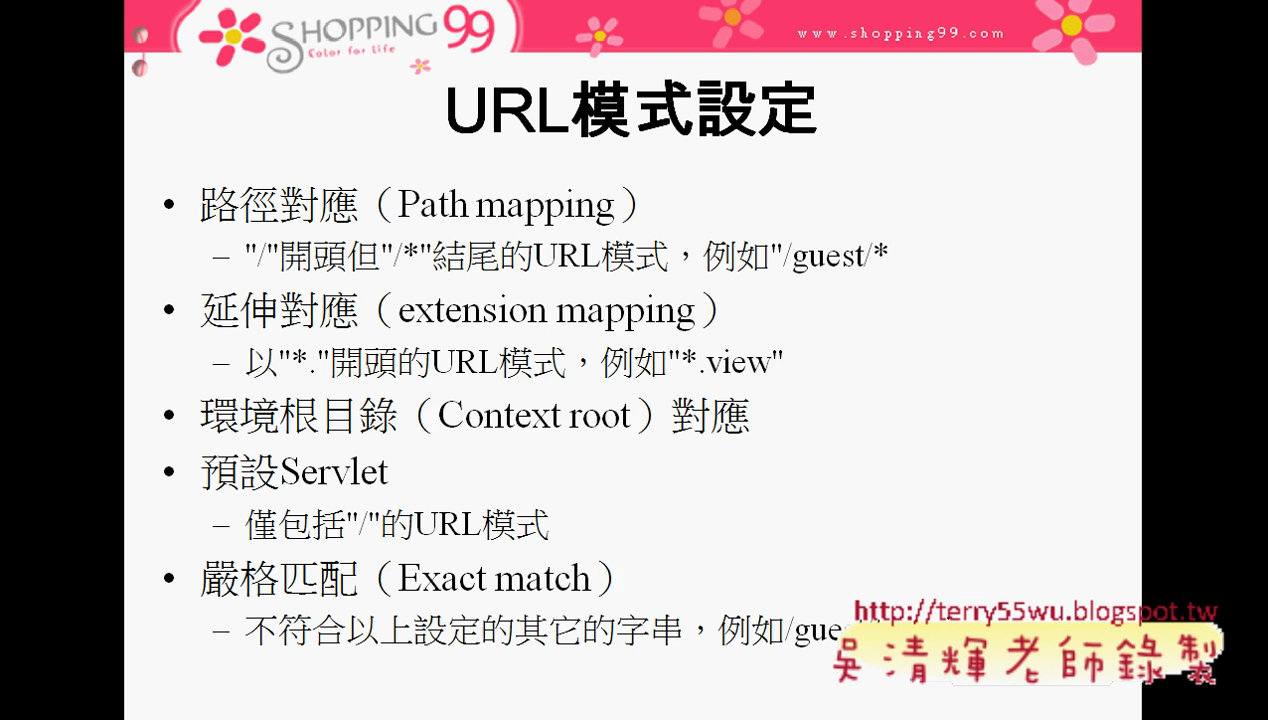 SHOPPING 99
Color for Life
www.shopping99.com
URL模式設定
• 路徑對應（Path mapping）
– "/"開頭但"/*"結尾的URL模式，例如"/guest/*
• 延伸對應（extension mapping）
– 以"*."開頭的URL模式，例如"*.view"
• 環境根目錄（Context root）對應
• 預設Servlet
– 僅包括"/"的URL模式
• 嚴格匹配（Exact match）
– 不符合以上設定的其它的字串，例如/gue
http://terry55wu.blogspot.tw
吳清輝老師錄製